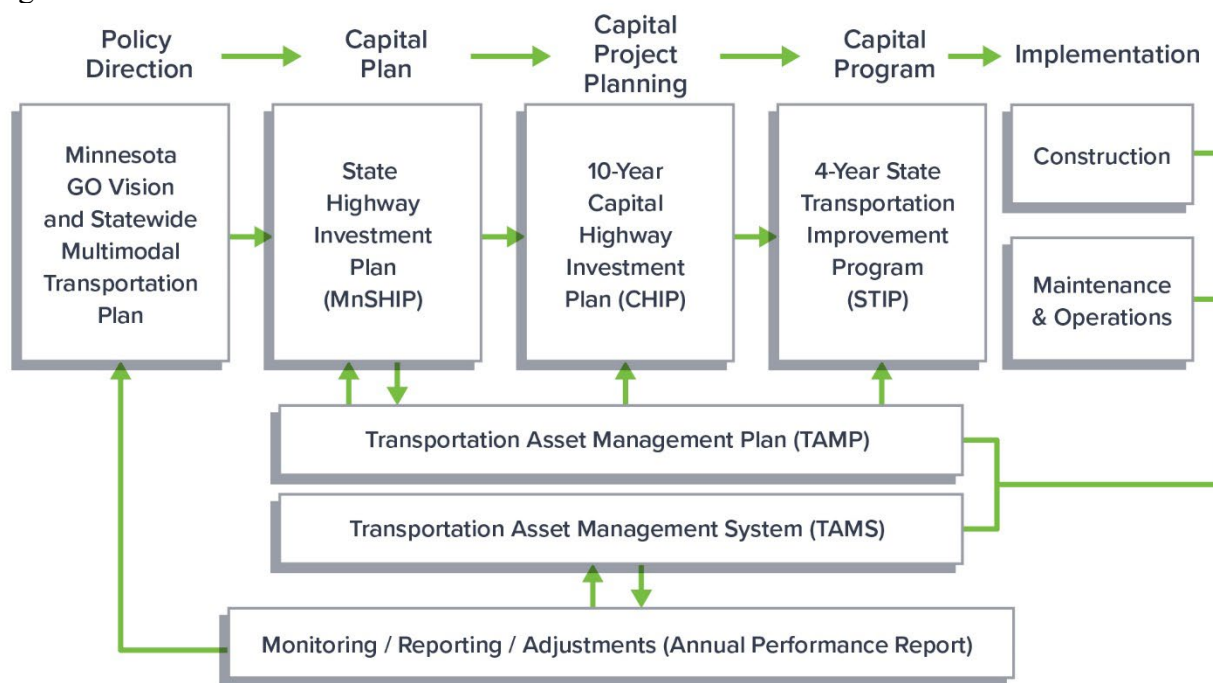 Policy
Direction
Capital
Plan
Capital
Project
Planning
Capital
Program
Implementation
Minnesota
GO Vision
and Statewide
Multimodal
Transportation
Plan
State
Highway
Investment
Plan
(MnSHIP)
10-Year
Capital
Highway
Investment
Plan (CHIP)
4-Year State
Transportation
Improvement
Program
(STIP)
Construction
Maintenance
& Operations
Transportation Asset Management Plan (TAMP)
Transportation Asset Management System (TAMS)
Monitoring / Reporting / Adjustments (Annual Performance Report)